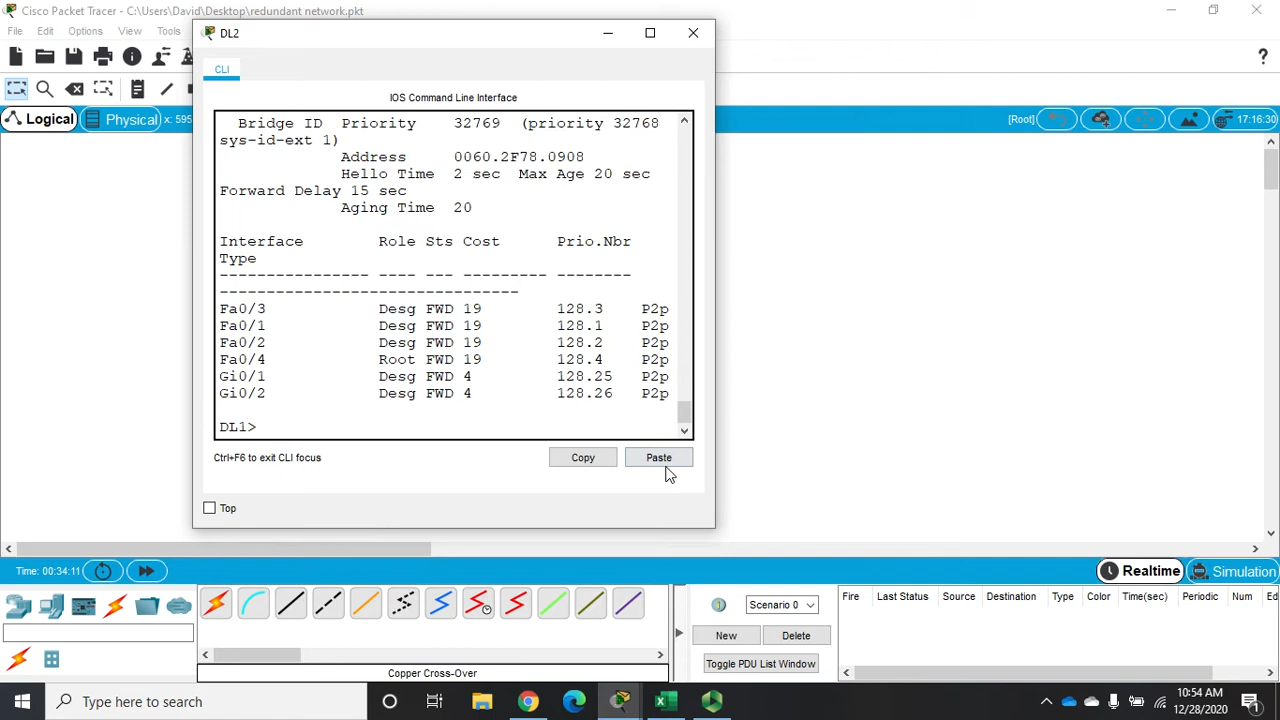 Cisco Packet Tracer - C:\Users\David\Desktop\redundant network.pkt
File Edit Options View Tools
Logical Physical x: 595
[Root] 17:16:30
DL2
CLI
IOS Command Line Interface
Bridge ID Priority 32769 (priority 32768
sys-id-ext 1)
Address 0060.2F78.0908
Hello Time 2 sec Max Age 20 sec
Forward Delay 15 sec
Aging Time 20
Interface Role Sts Cost Prio.Nbr
Type
---------------- ---- --- --------- --------
--------------------------------
Fa0/3 Desg FWD 19 128.3 P2p
Fa0/1 Desg FWD 19 128.1 P2p
Fa0/2 Desg FWD 19 128.2 P2p
Fa0/4 Root FWD 19 128.4 P2p
Gi0/1 Desg FWD 4 128.25 P2p
Gi0/2 Desg FWD 4 128.26 P2p
DL1>
Ctrl+F6 to exit CLI focus
Copy Paste
Top
Time: 00:34:11
Realtime Simulation
Scenario 0
New Delete
Toggle PDU List Window
Fire Last Status Source Destination Type Color Time(sec) Periodic Num Ed
Copper Cross-Over
Type here to search
10:54 AM
12/28/2020
1